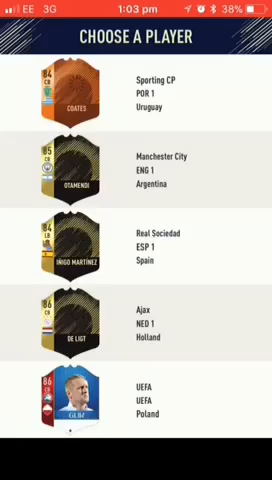 EE 3G 1:03 pm 38%
CHOOSE A PLAYER
84
CB
COATES
Sporting CP
POR 1
Uruguay
85
CB
OTAMENDI
Manchester City
ENG 1
Argentina
84
LB
IÑIGO MARTÍNEZ
Real Sociedad
ESP 1
Spain
86
CB
DE LIGT
Ajax
NED 1
Holland
86
CB
GLIK
UEFA
UEFA
Poland